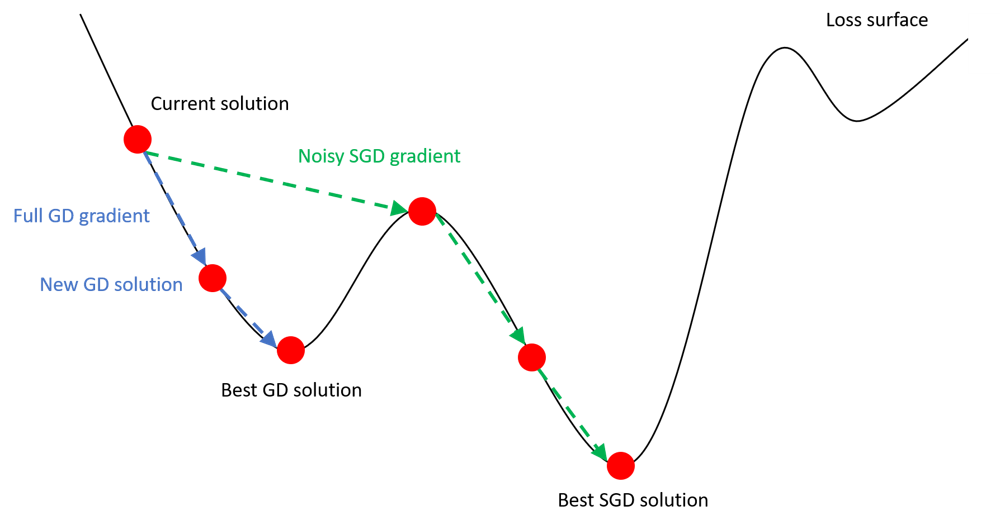 Loss surface
Current solution
Noisy SGD gradient
Full GD gradient
New GD solution
Best GD solution
Best SGD solution